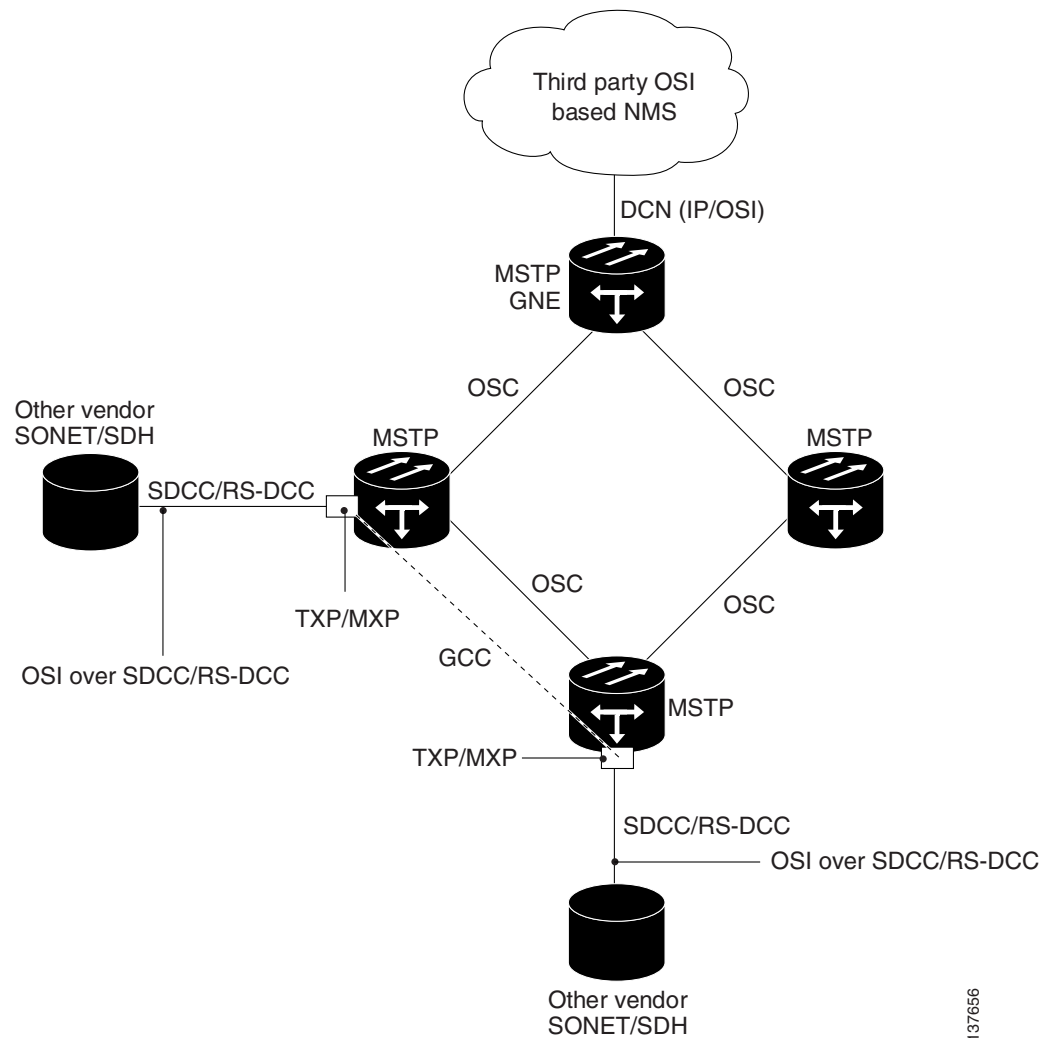 Third party OSI
based NMS
DCN (IP/OSI)
MSTP
GNE
OSC
OSC
Other vendor
SONET/SDH
MSTP
MSTP
SDCC/RS-DCC
OSC
OSC
TXP/MXP
GCC
OSI over SDCC/RS-DCC
MSTP
TXP/MXP
SDCC/RS-DCC
OSI over SDCC/RS-DCC
Other vendor
SONET/SDH
137656